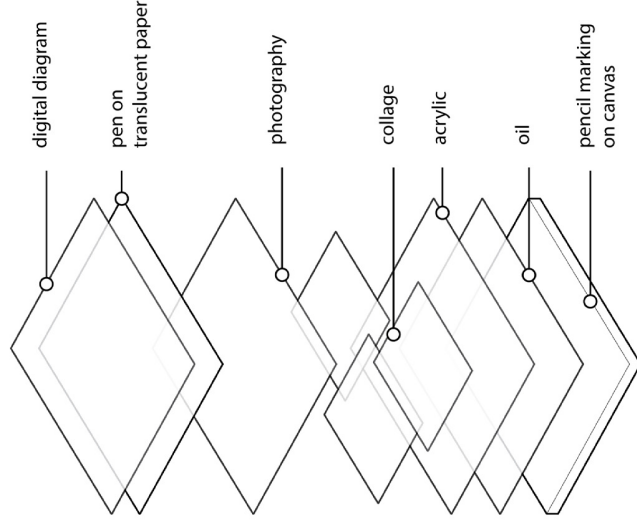 digital diagram
pen on
translucent paper
photography
collage
acrylic
oil
pencil marking
on canvas